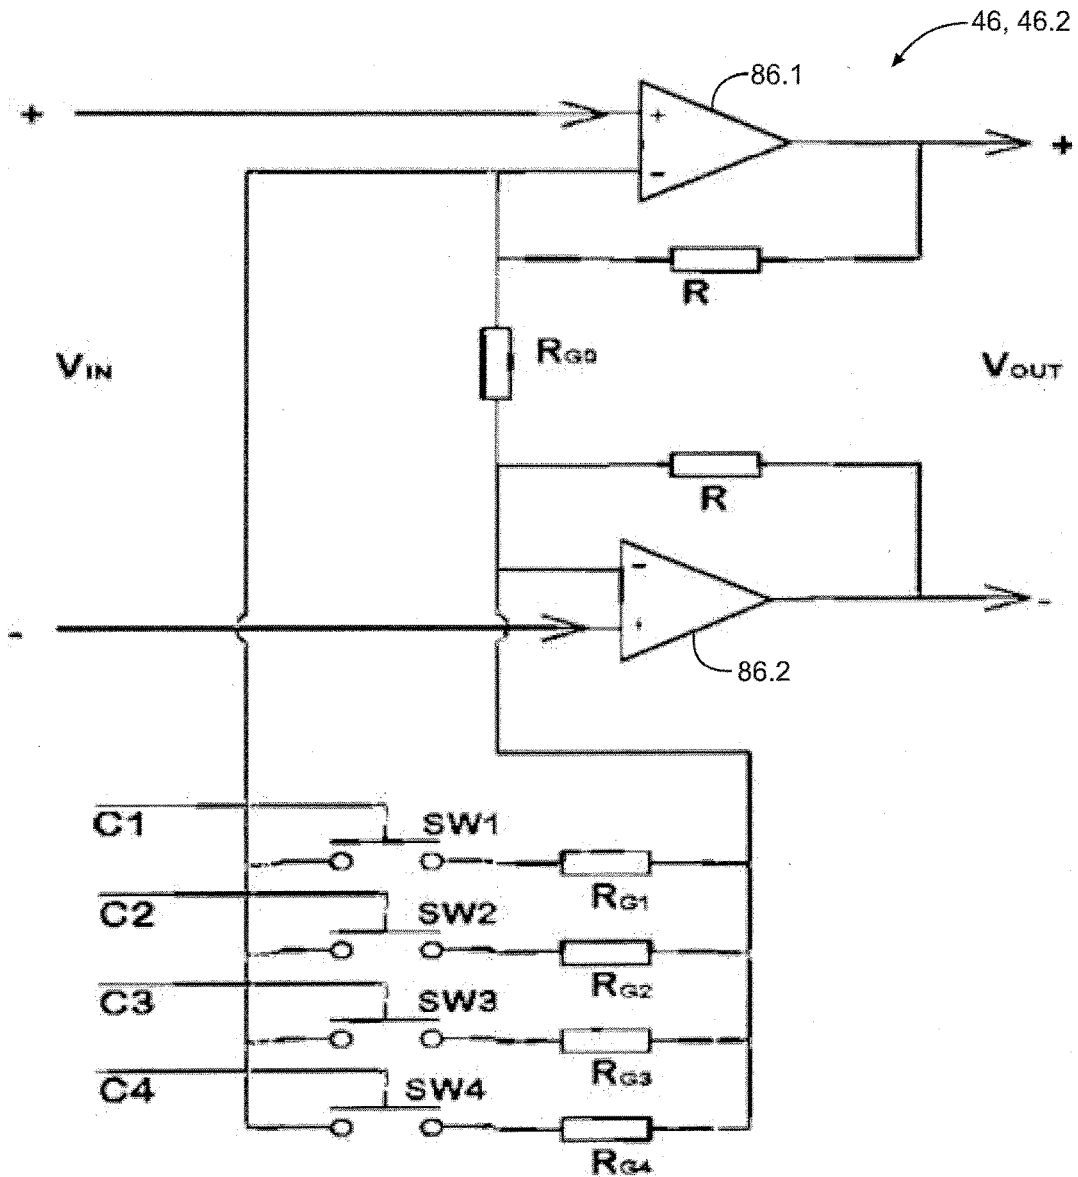 46, 46.2
86.1
+
+
+
-
R
RG0
VIN
VOUT
R
-
-
-
+
86.2
C1
SW1
RG1
C2
SW2
RG2
C3
SW3
RG3
C4
SW4
RG4